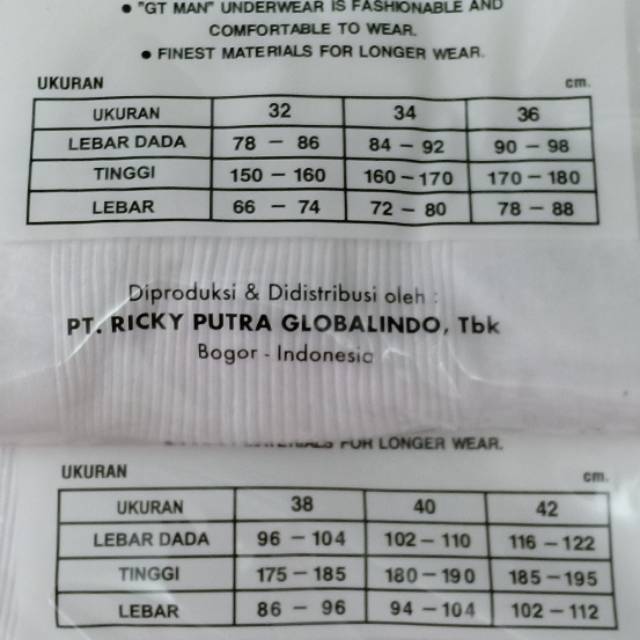 • "GT MAN" UNDERWEAR IS FASHIONABLE AND
COMFORTABLE TO WEAR.
• FINEST MATERIALS FOR LONGER WEAR.
UKURAN cm.
UKURAN 32 34 36
LEBAR DADA 78 – 86 84 – 92 90 – 98
TINGGI 150 – 160 160 – 170 170 – 180
LEBAR 66 – 74 72 – 80 78 – 88
Diproduksi & Didistribusi oleh :
PT. RICKY PUTRA GLOBALINDO, Tbk
Bogor - Indonesia
FOR LONGER WEAR.
UKURAN cm.
UKURAN 38 40 42
LEBAR DADA 96 – 104 102 – 110 116 – 122
TINGGI 175 – 185 180 – 190 185 – 195
LEBAR 86 – 96 94 – 104 102 – 112